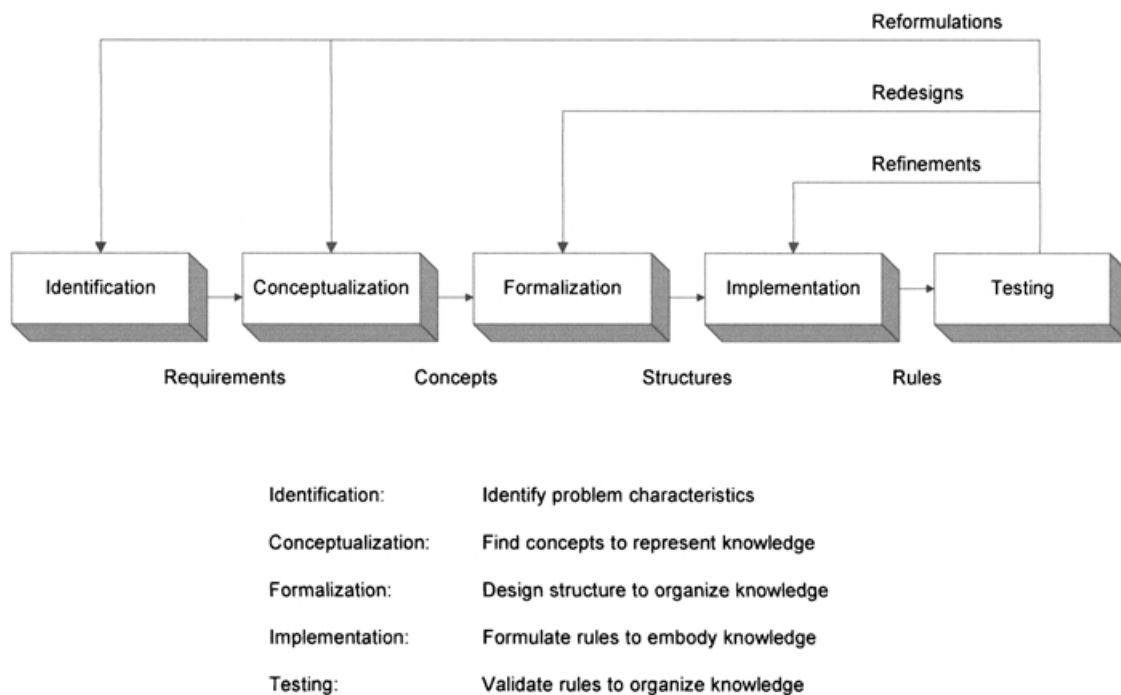 Reformulations
Redesigns
Refinements
Identification
Conceptualization
Formalization
Implementation
Testing
Requirements
Concepts
Structures
Rules
Identification: Identify problem characteristics
Conceptualization: Find concepts to represent knowledge
Formalization: Design structure to organize knowledge
Implementation: Formulate rules to embody knowledge
Testing: Validate rules to organize knowledge